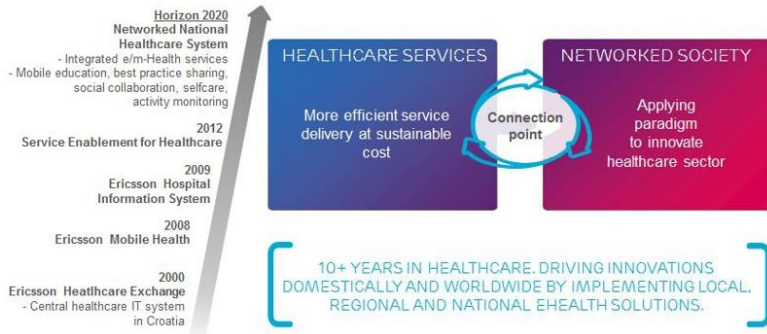 Horizon 2020
Networked National
Healthcare System
- Integrated e/m-Health services
- Mobile education, best practice sharing,
social collaboration, selfcare,
activity monitoring
2012
Service Enablement for Healthcare
2009
Ericsson Hospital
Information System
2008
Ericsson Mobile Health
2000
Ericsson Heatlhcare Exchange
- Central healthcare IT system
in Croatia
HEALTHCARE SERVICES
More efficient service
delivery at sustainable
cost
Connection
point
NETWORKED SOCIETY
Applying
paradigm
to innovate
healthcare sector
10+ YEARS IN HEALTHCARE. DRIVING INNOVATIONS
DOMESTICALLY AND WORLDWIDE BY IMPLEMENTING LOCAL,
REGIONAL AND NATIONAL EHEALTH SOLUTIONS.